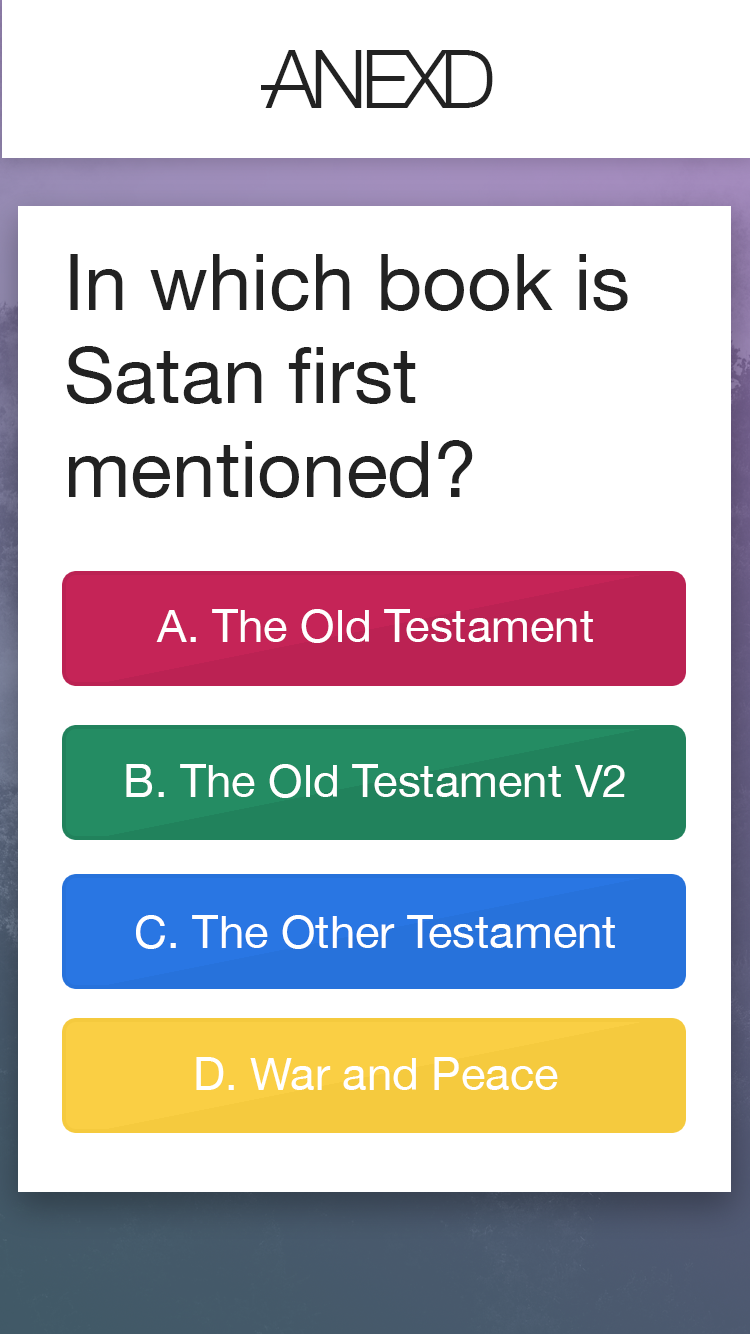 ANEXD
In which book is
Satan first
mentioned?
A. The Old Testament
B. The Old Testament V2
C. The Other Testament
D. War and Peace